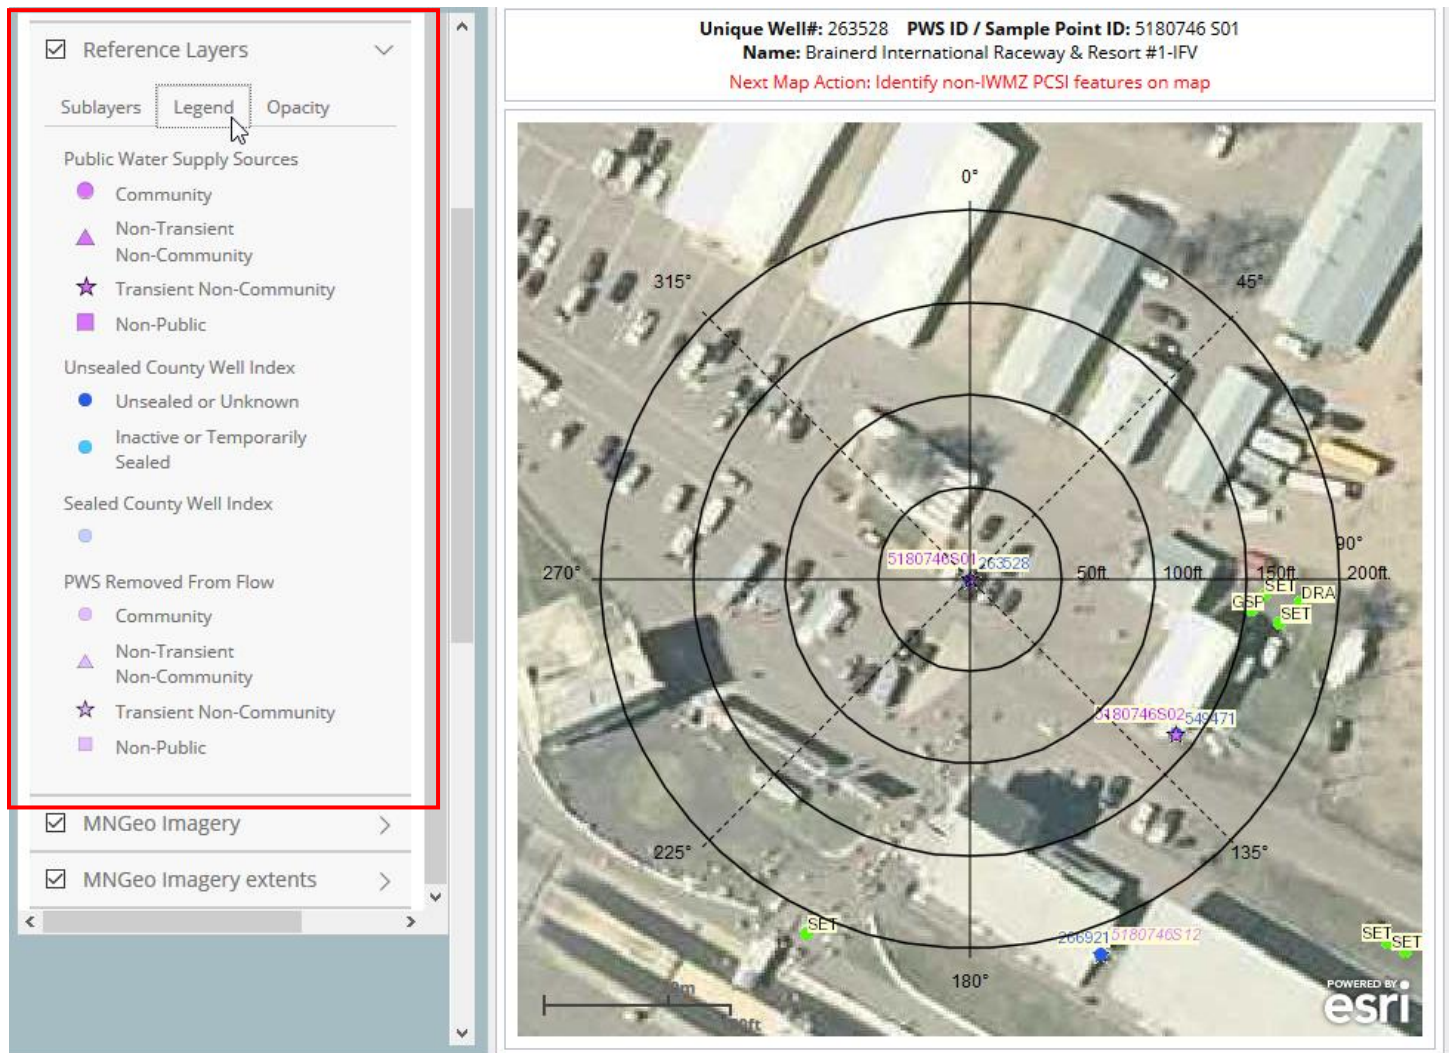 Reference Layers
Sublayers Legend Opacity
Public Water Supply Sources
Community
Non-Transient
Non-Community
Transient Non-Community
Non-Public
Unsealed County Well Index
Unsealed or Unknown
Inactive or Temporarily
Sealed
Sealed County Well Index
PWS Removed From Flow
Community
Non-Transient
Non-Community
Transient Non-Community
Non-Public
MNGeo Imagery
MNGeo Imagery extents
Unique Well#: 263528 PWS ID / Sample Point ID: 5180746 S01
Name: Brainerd International Raceway & Resort #1-IFV
Next Map Action: Identify non-IWMZ PCSI features on map
0°
315° 45°
90°
5180746S01 263528
270° 50ft. 100ft. 150ft. 200ft.
SET DRA
GSP SET
5180746S02 549471
225° 135°
SET
266921 5180746S12
SET SET
180°
POWERED BY
esri